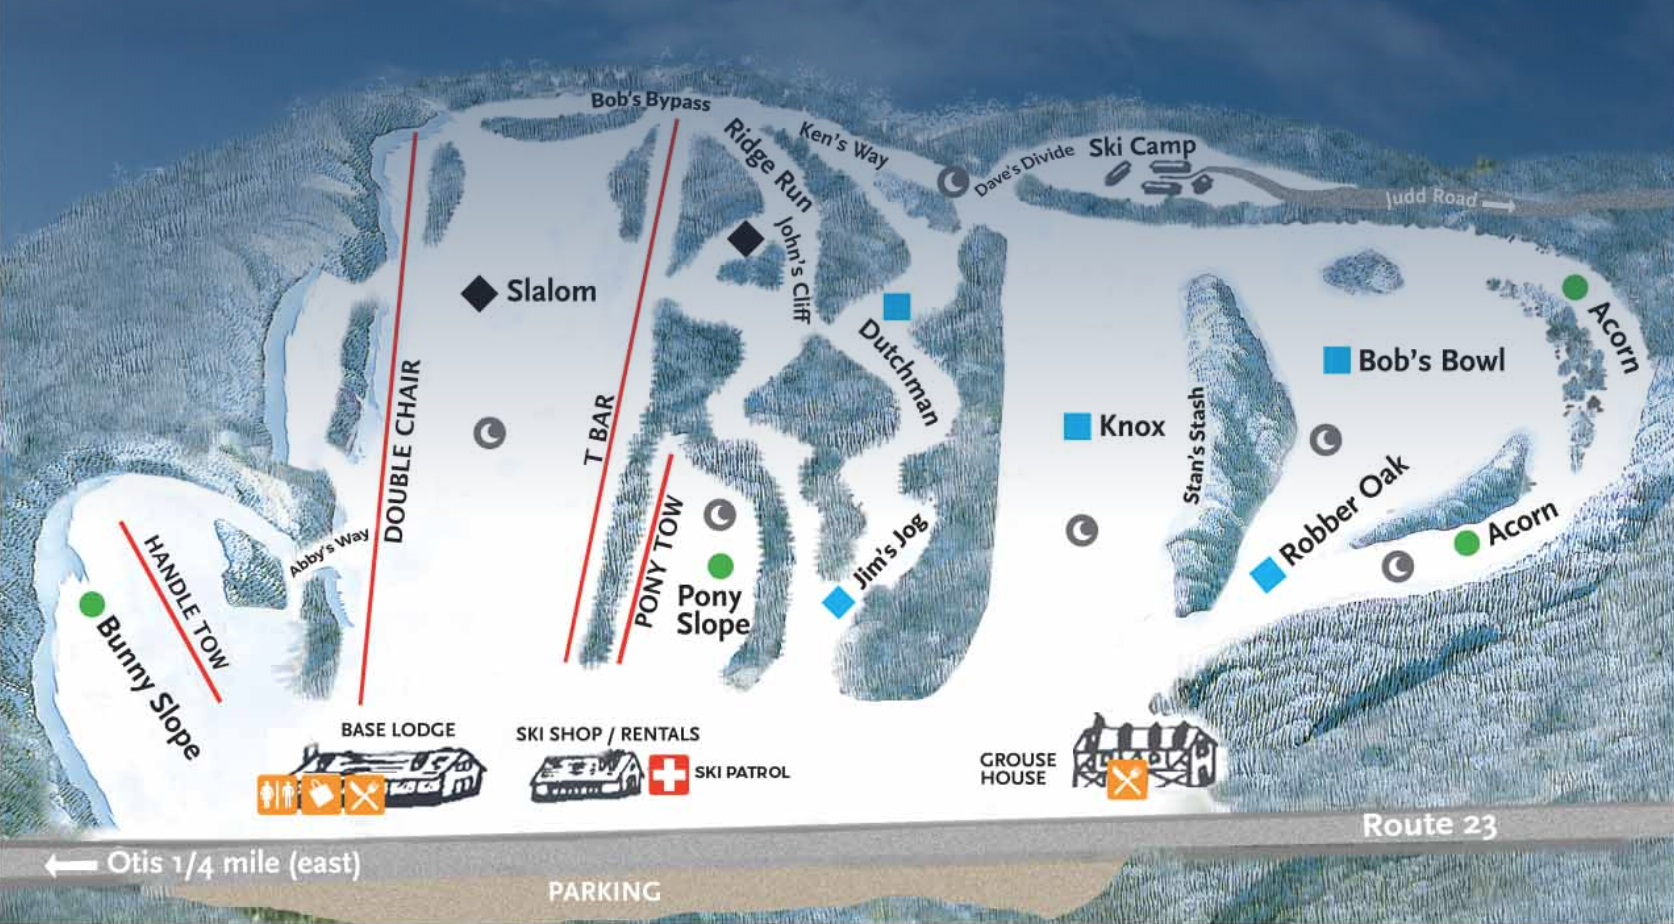 Bob's Bypass
Ridge Run
Ken's Way
Dave's Divide
Ski Camp
Judd Road
John's Cliff
Slalom
Dutchman
Acorn
Bob's Bowl
Knox
Stan's Stash
DOUBLE CHAIR
T BAR
Robber Oak
Acorn
HANDLE TOW
Abby's Way
PONY TOW
Jim's Jog
Pony
Slope
Bunny Slope
BASE LODGE
SKI SHOP / RENTALS
SKI PATROL
GROUSE
HOUSE
Route 23
Otis 1/4 mile (east)
PARKING